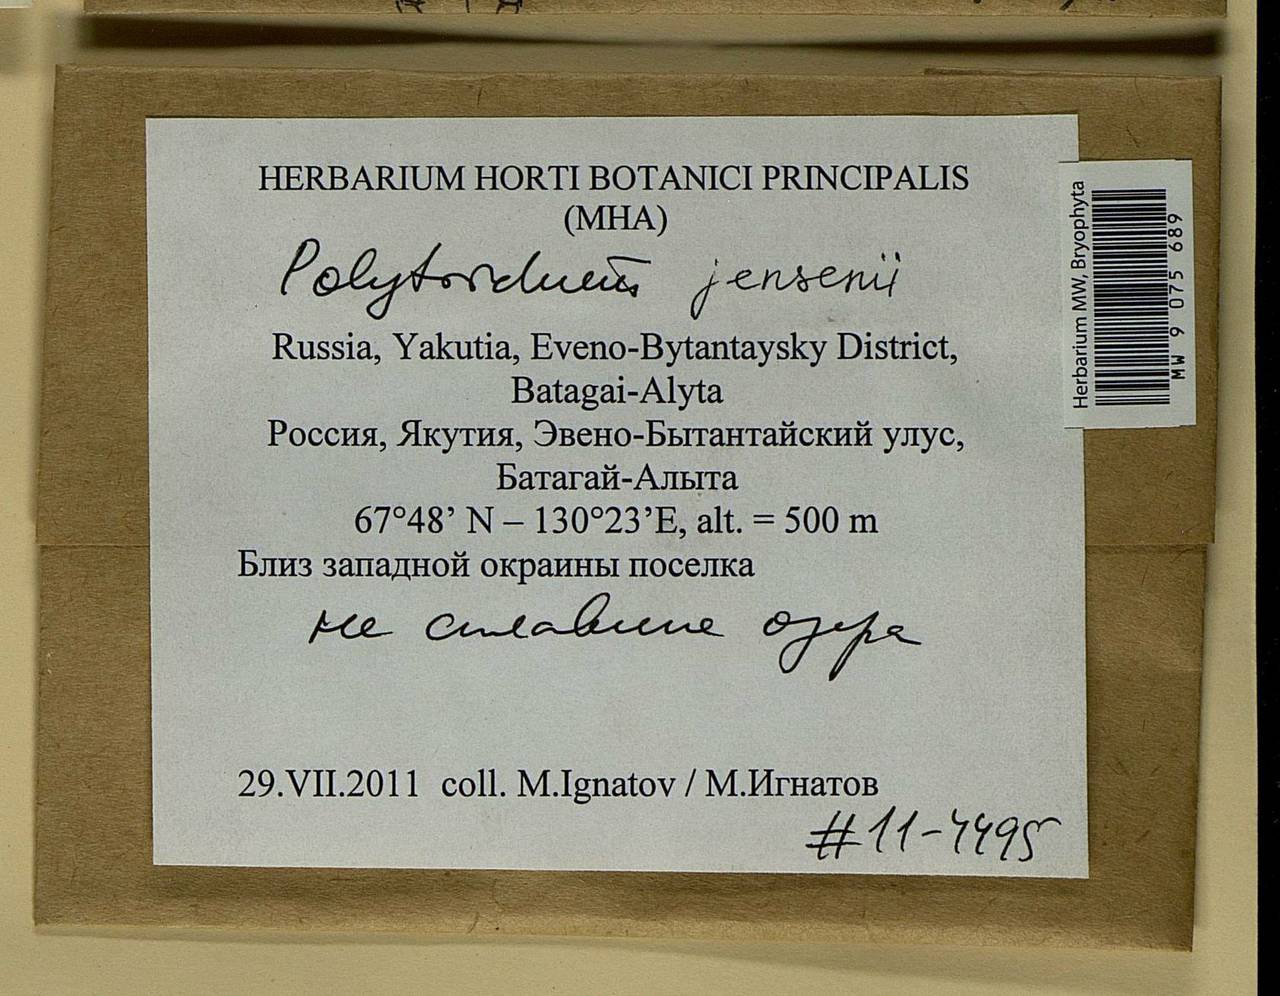 HERBARIUM HORTI BOTANICI PRINCIPALIS
(MHA)
Polytrichum jensenii
Russia, Yakutia, Eveno-Bytantaysky District,
Batagai-Alyta
Россия, Якутия, Эвено-Бытантайский улус,
Батагай-Алыта
67°48’ N – 130°23’E, alt. = 500 m
Близ западной окраины поселка
на сплавине озера
29.VII.2011 coll. M.Ignatov / М.Игнатов
#11-4495
Herbarium MW, Bryophyta
MW 9 075 689